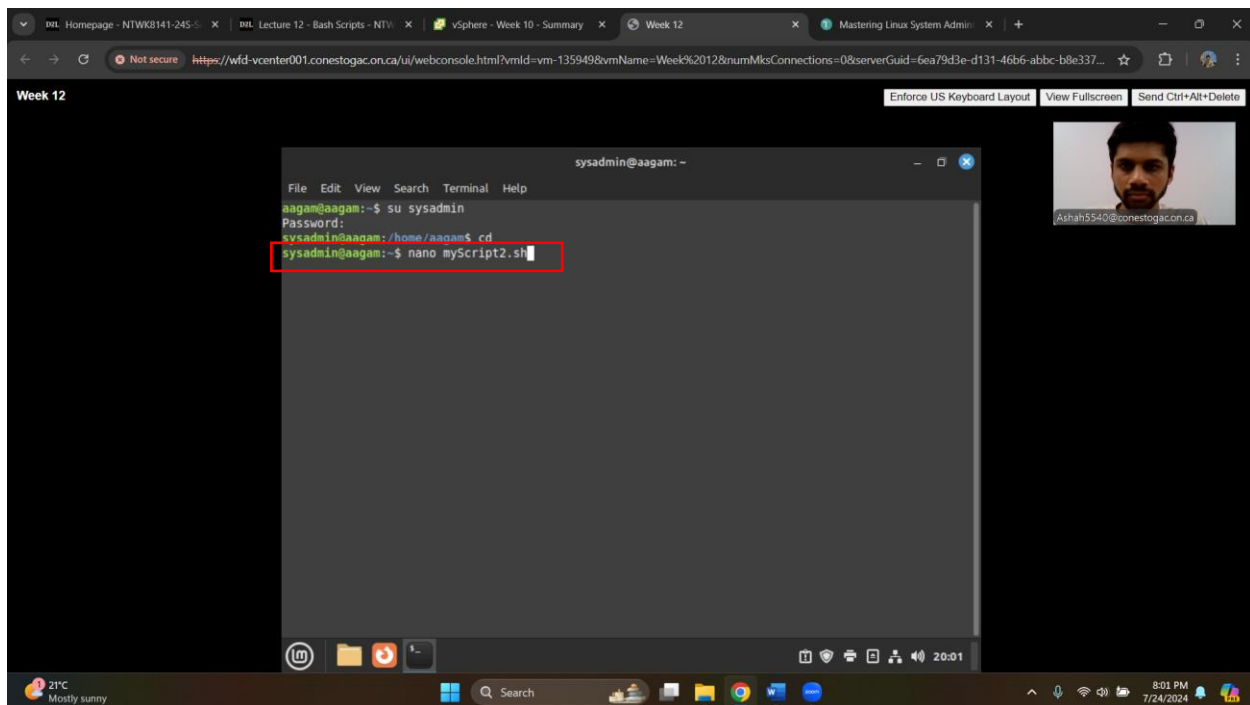 Homepage - NTWK8141-24S-S
Lecture 12 - Bash Scripts - NTW
vSphere - Week 10 - Summary
Week 12
Mastering Linux System Admini
Not secure
https://wfd-vcenter001.conestogac.on.ca/ui/webconsole.html?vmId=vm-135949&vmName=Week%2012&numMksConnections=0&serverGuid=6ea79d3e-d131-46b6-abbc-b8e337...
Week 12
Enforce US Keyboard Layout
View Fullscreen
Send Ctrl+Alt+Delete
sysadmin@aagam: ~
File Edit View Search Terminal Help
aagam@aagam:~$ su sysadmin
Password:
sysadmin@aagam:/home/aagam$ cd
sysadmin@aagam:~$ nano myScript2.sh
Ashah5540@conestogac.on.ca
20:01
21°C
Mostly sunny
Search
zoom
8:01 PM
7/24/2024